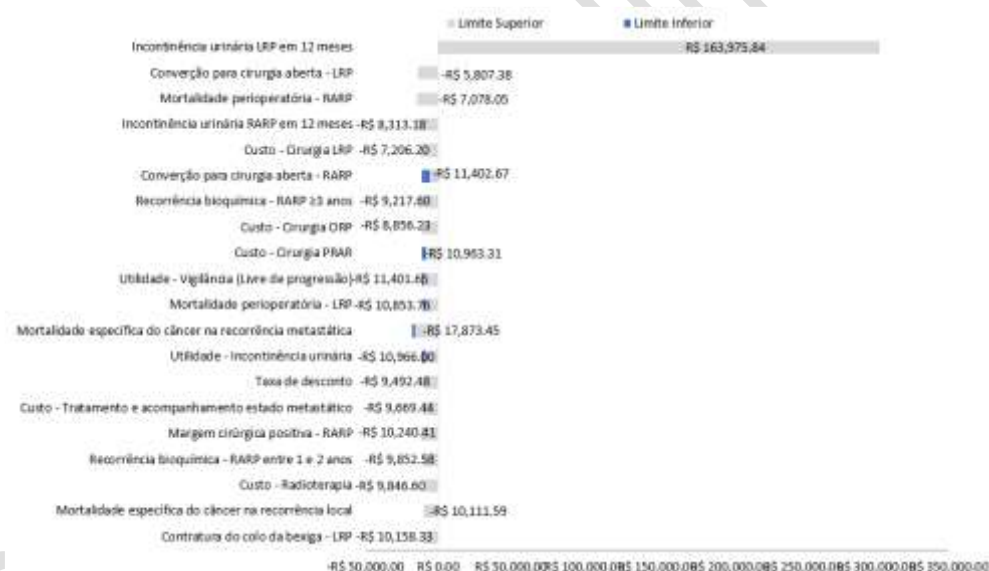 Limite Superior Limite Inferior
Incontinência urinária LRP em 12 meses R$ 163,975.84
Converção para cirurgia aberta - LRP -R$ 5,807.38
Mortalidade perioperatória - RARP -R$ 7,078.05
Incontinência urinária RARP em 12 meses -R$ 8,313.18
Custo - Cirurgia LRP -R$ 7,206.20
Converção para cirurgia aberta - RARP -R$ 11,402.67
Recorrência bioquímica - RARP ≥3 anos -R$ 9,217.60
Custo - Cirurgia ORP -R$ 8,856.23
Custo - Cirurgia PRAR -R$ 10,963.31
Utilidade - Vigilância (Livre de progressão) -R$ 11,401.65
Mortalidade perioperatória - LRP -R$ 10,853.76
Mortalidade específica do câncer na recorrência metastática -R$ 17,873.45
Utilidade - Incontinência urinária -R$ 10,966.00
Taxa de desconto -R$ 9,492.48
Custo - Tratamento e acompanhamento estado metastático -R$ 9,669.44
Margem cirúrgica positiva - RARP -R$ 10,240.41
Recorrência bioquímica - RARP entre 1 e 2 anos -R$ 9,852.58
Custo - Radioterapia -R$ 9,846.60
Mortalidade específica do câncer na recorrência local -R$ 10,111.59
Contratura do colo da bexiga - LRP -R$ 10,158.33
-R$ 50,000.00 R$ 0.00 R$ 50,000.00 R$ 100,000.00 R$ 150,000.00 R$ 200,000.00 R$ 250,000.00 R$ 300,000.00 R$ 350,000.00